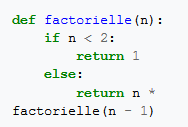 def factorielle(n):
    if n < 2:
        return 1
    else:
        return n *
factorielle(n - 1)